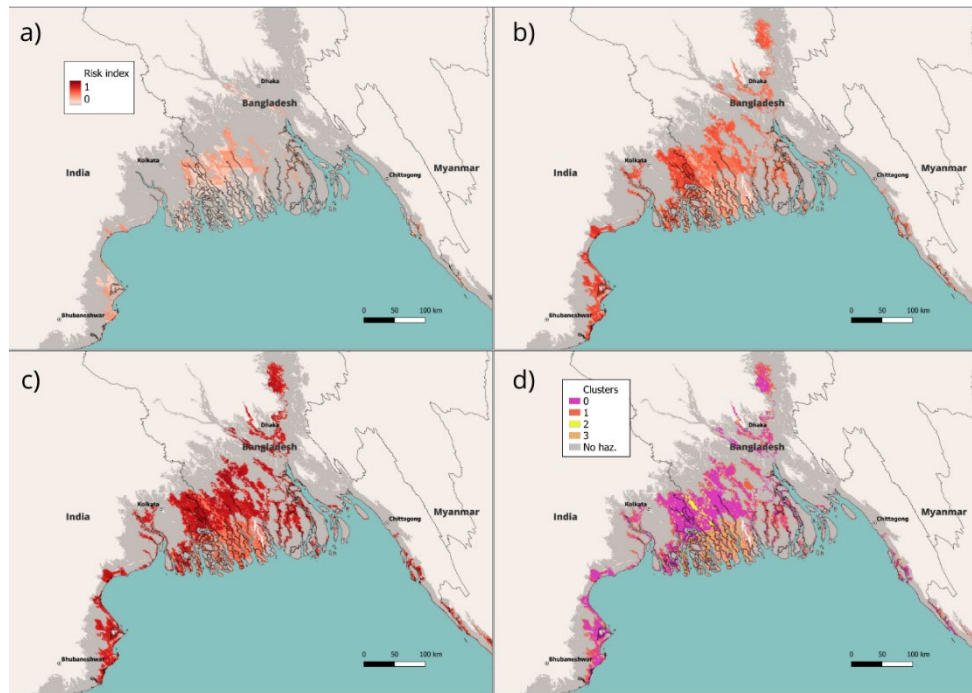 a)
Risk index
1
0
Dhaka
Bangladesh
Kolkata
India
Myanmar
Chittagong
Bhubaneshwar
0 50 100 km
b)
Dhaka
Bangladesh
Kolkata
India
Myanmar
Chittagong
Bhubaneshwar
0 50 100 km
c)
Dhaka
Bangladesh
Kolkata
India
Myanmar
Chittagong
Bhubaneshwar
0 50 100 km
d)
Clusters
0
1
2
3
No haz.
Dhaka
Bangladesh
Kolkata
India
Myanmar
Chittagong
Bhubaneshwar
0 50 100 km